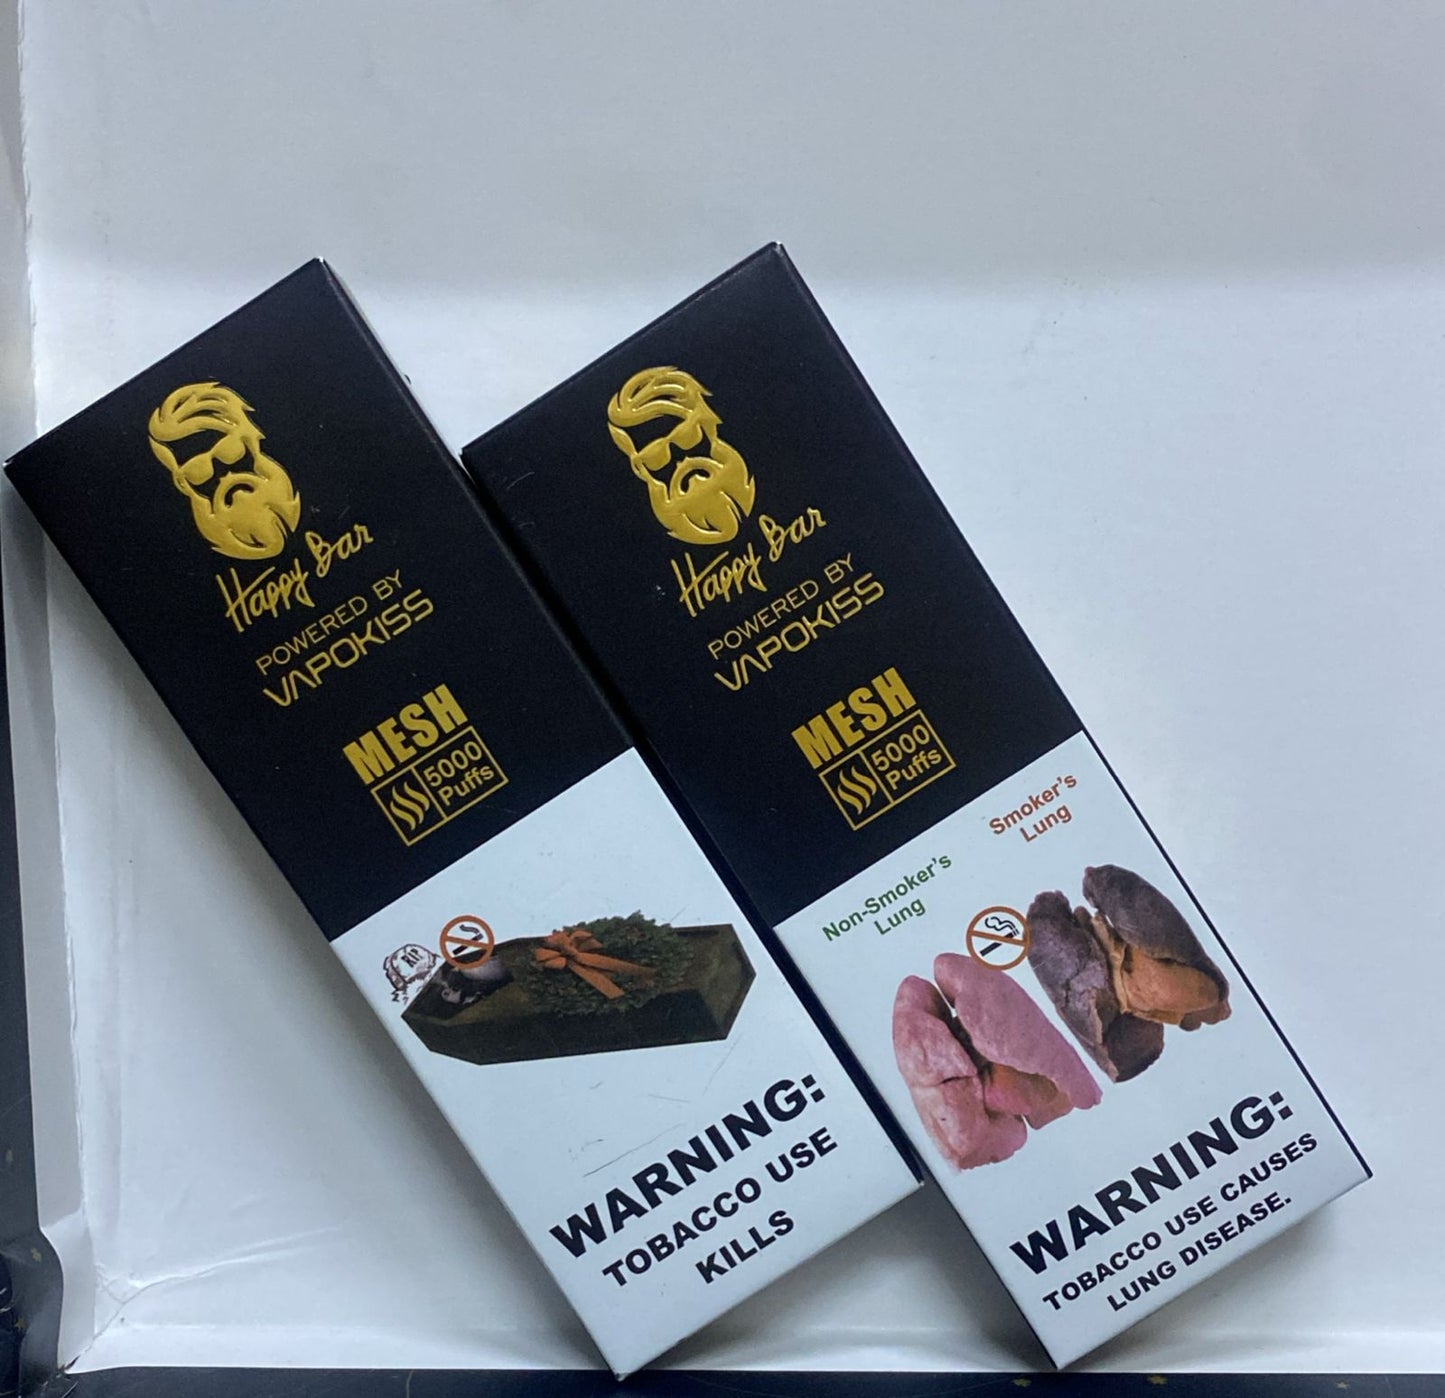 Happy Bar
POWERED BY
VAPOKISS
MESH
5000
Puffs
RIP
WARNING:
TOBACCO USE
KILLS
Happy Bar
POWERED BY
VAPOKISS
MESH
5000
Puffs
Non-Smoker's
Lung
Smoker's
Lung
WARNING:
TOBACCO USE CAUSES
LUNG DISEASE.